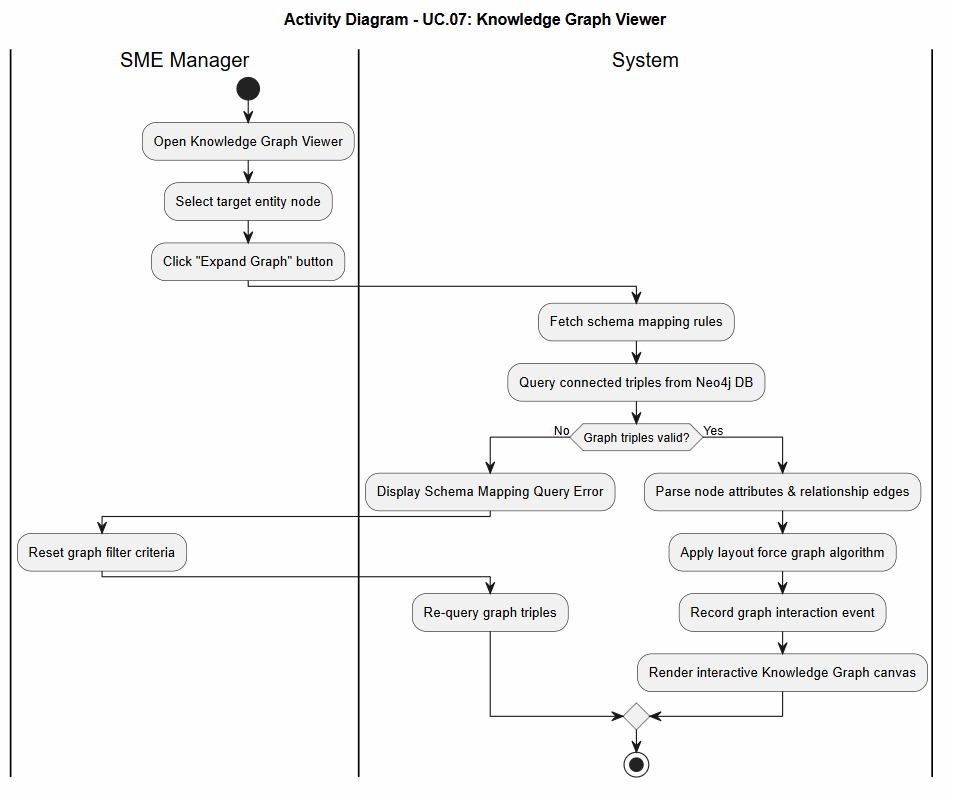 Activity Diagram - UC.07: Knowledge Graph Viewer
SME Manager
System
Open Knowledge Graph Viewer
Select target entity node
Click "Expand Graph" button
Fetch schema mapping rules
Query connected triples from Neo4j DB
No
Graph triples valid?
Yes
Display Schema Mapping Query Error
Parse node attributes & relationship edges
Reset graph filter criteria
Apply layout force graph algorithm
Re-query graph triples
Record graph interaction event
Render interactive Knowledge Graph canvas